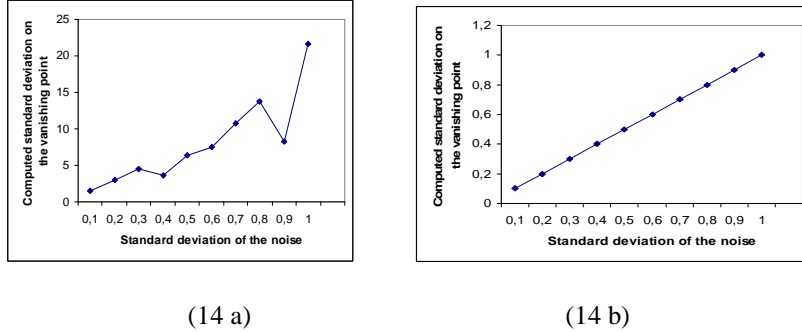 Computed standard deviation on
the vanishing point
25
20
15
10
5
0
0,1 0,2 0,3 0,4 0,5 0,6 0,7 0,8 0,9 1
Standard deviation of the noise
(14 a)
Computed standard deviation on
the vanishing point
1,2
1
0,8
0,6
0,4
0,2
0
0,1 0,2 0,3 0,4 0,5 0,6 0,7 0,8 0,9 1
Standard deviation of the noise
(14 b)